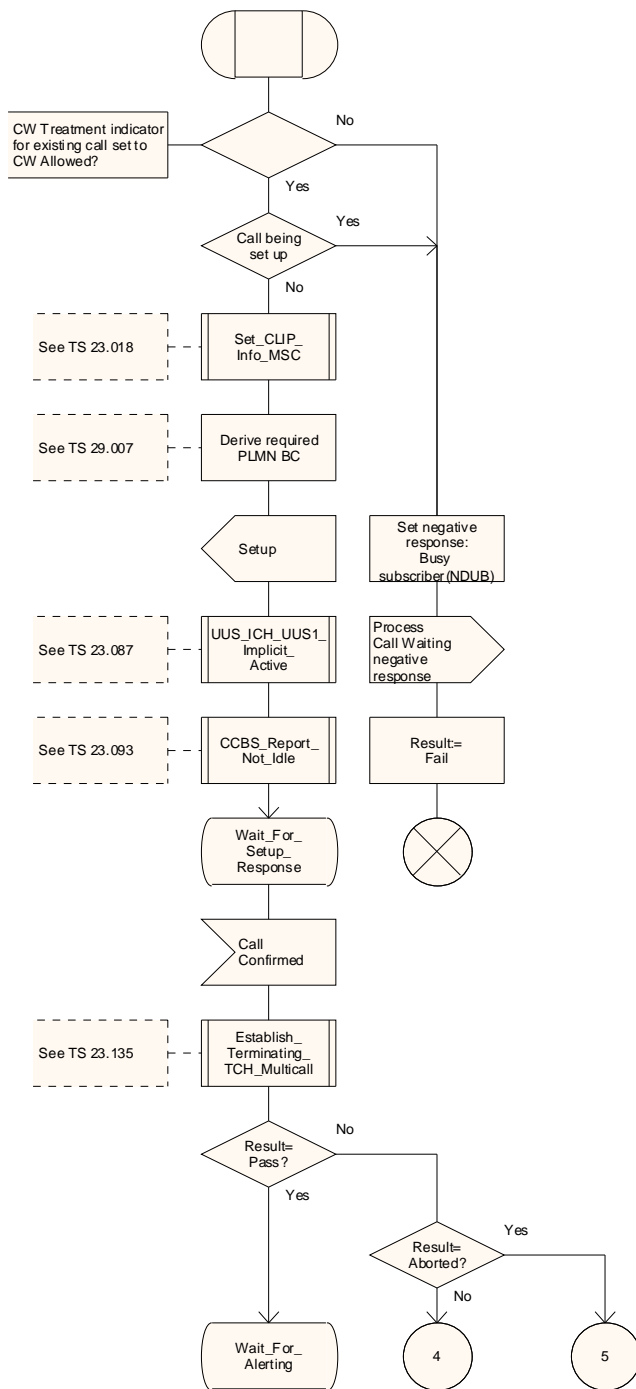 CW Treatment indicator
for existing call set to
CW Allowed?
No
Yes
Call being
set up
Yes
No
See TS 23.018
Set_CLIP_
Info_MSC
See TS 29.007
Derive required
PLMN BC
Setup
Set negative
response:
Busy
subscriber(NDUB)
See TS 23.087
UUS_ICH_UUS1_
Implicit_
Active
Process
Call Waiting
negative
response
See TS 23.093
CCBS_Report_
Not_Idle
Result:=
Fail
Wait_For_
Setup_
Response
Call
Confirmed
See TS 23.135
Establish_
Terminating_
TCH_Multicall
Result=
Pass?
No
Yes
Result=
Aborted?
Yes
No
Wait_For_
Alerting
4
5